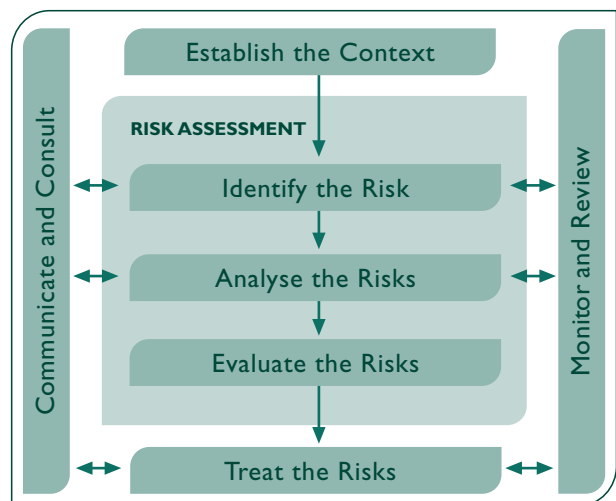 Communicate and Consult
Establish the Context
RISK ASSESSMENT
Identify the Risk
Analyse the Risks
Evaluate the Risks
Treat the Risks
Monitor and Review